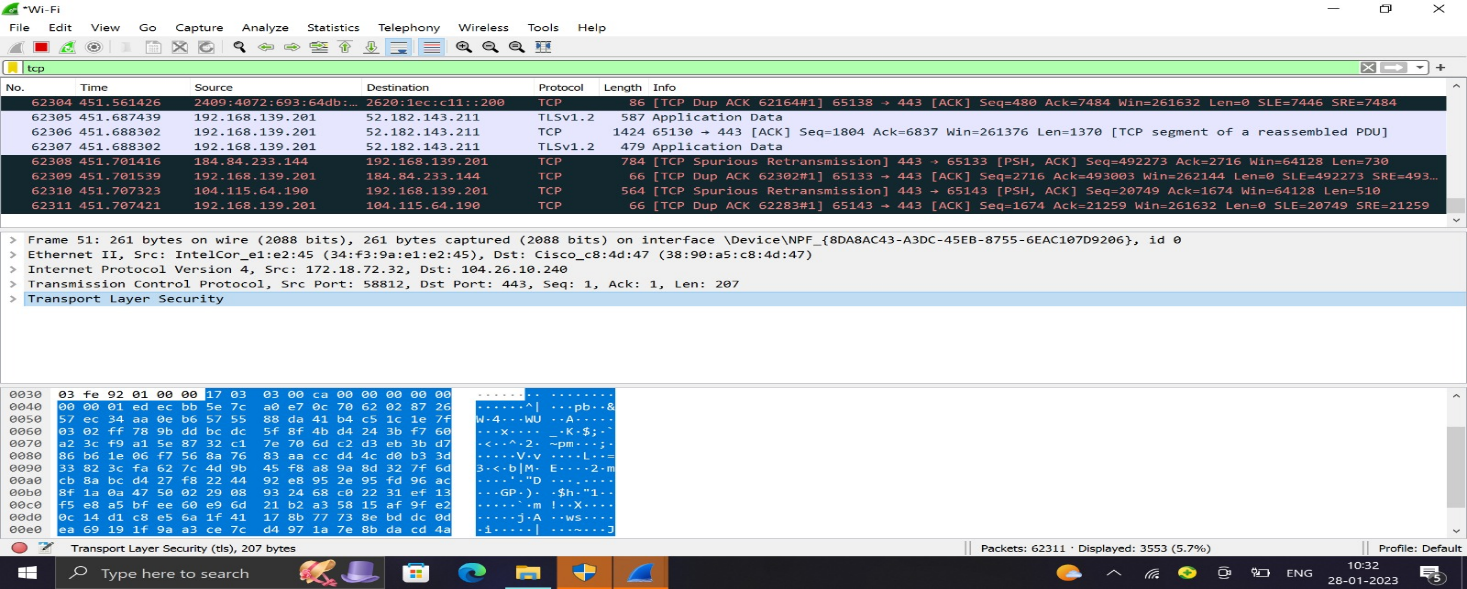 *Wi-Fi
File Edit View Go Capture Analyze Statistics Telephony Wireless Tools Help
tcp
No. Time Source Destination Protocol Length Info
62304 451.561426 2409:4072:693:64db:… 2620:1ec:c11::200 TCP 86 [TCP Dup ACK 62164#1] 65138 → 443 [ACK] Seq=480 Ack=7484 Win=261632 Len=0 SLE=7446 SRE=7484
62305 451.687439 192.168.139.201 52.182.143.211 TLSv1.2 587 Application Data
62306 451.688302 192.168.139.201 52.182.143.211 TCP 1424 65130 → 443 [ACK] Seq=1804 Ack=6837 Win=261376 Len=1370 [TCP segment of a reassembled PDU]
62307 451.688302 192.168.139.201 52.182.143.211 TLSv1.2 479 Application Data
62308 451.701416 184.84.233.144 192.168.139.201 TCP 784 [TCP Spurious Retransmission] 443 → 65133 [PSH, ACK] Seq=492273 Ack=2716 Win=64128 Len=730
62309 451.701539 192.168.139.201 184.84.233.144 TCP 66 [TCP Dup ACK 62302#1] 65133 → 443 [ACK] Seq=2716 Ack=493003 Win=262144 Len=0 SLE=492273 SRE=493…
62310 451.707323 104.115.64.190 192.168.139.201 TCP 564 [TCP Spurious Retransmission] 443 → 65143 [PSH, ACK] Seq=20749 Ack=1674 Win=64128 Len=510
62311 451.707421 192.168.139.201 104.115.64.190 TCP 66 [TCP Dup ACK 62283#1] 65143 → 443 [ACK] Seq=1674 Ack=21259 Win=261632 Len=0 SLE=20749 SRE=21259
> Frame 51: 261 bytes on wire (2088 bits), 261 bytes captured (2088 bits) on interface \Device\NPF_{8DA8AC43-A3DC-45EB-8755-6EAC107D9206}, id 0
> Ethernet II, Src: IntelCor_e1:e2:45 (34:f3:9a:e1:e2:45), Dst: Cisco_c8:4d:47 (38:90:a5:c8:4d:47)
> Internet Protocol Version 4, Src: 172.18.72.32, Dst: 104.26.10.240
> Transmission Control Protocol, Src Port: 58812, Dst Port: 443, Seq: 1, Ack: 1, Len: 207
> Transport Layer Security
0030 03 fe 92 01 00 00 17 03 03 00 ca 00 00 00 00 00 ········ ········
0040 00 00 01 ed ec bb 5e 7c a0 e7 0c 70 62 02 87 26 ······^| ···pb··&
0050 57 ec 34 aa 0e b6 57 55 88 da 41 b4 c5 1c 1e 7f W·4···WU ··A·····
0060 03 02 ff 78 9b dd bc dc 5f 8f 4b d4 24 3b f7 60 ···x···· _·K·$;·`
0070 a2 3c f9 a1 5e 87 32 c1 7e 70 6d c2 d3 eb 3b d7 ·<··^·2· ~pm···;·
0080 86 b6 1e 06 f7 56 8a 76 83 aa cc d4 4c d0 b3 3d ·····V·v ····L··=
0090 33 82 3c fa 62 7c 4d 9b 45 f8 a8 9a 8d 32 7f 6d 3·<·b|M· E····2·m
00a0 cb 8a bc d4 27 f8 22 44 92 e8 95 2e 95 fd 96 ac ····'·"D ···.····
00b0 8f 1a 0a 47 50 02 29 08 93 24 68 c0 22 31 ef 13 ···GP·)· ·$h·"1··
00c0 f5 e8 a5 bf ee 60 e9 6d 21 b2 a3 58 15 af 9f e2 ·····`·m !··X····
00d0 0c 14 d1 c8 e5 6a 1f 41 17 8b 77 73 8e bd dc 0d ·····j·A ··ws····
00e0 ea 69 19 1f 9a a3 ce 7c d4 97 1a 7e 8b da cd 4a ·i·····| ···~···J
Transport Layer Security (tls), 207 bytes Packets: 62311 · Displayed: 3553 (5.7%) Profile: Default
Type here to search ENG 10:32
28-01-2023 5